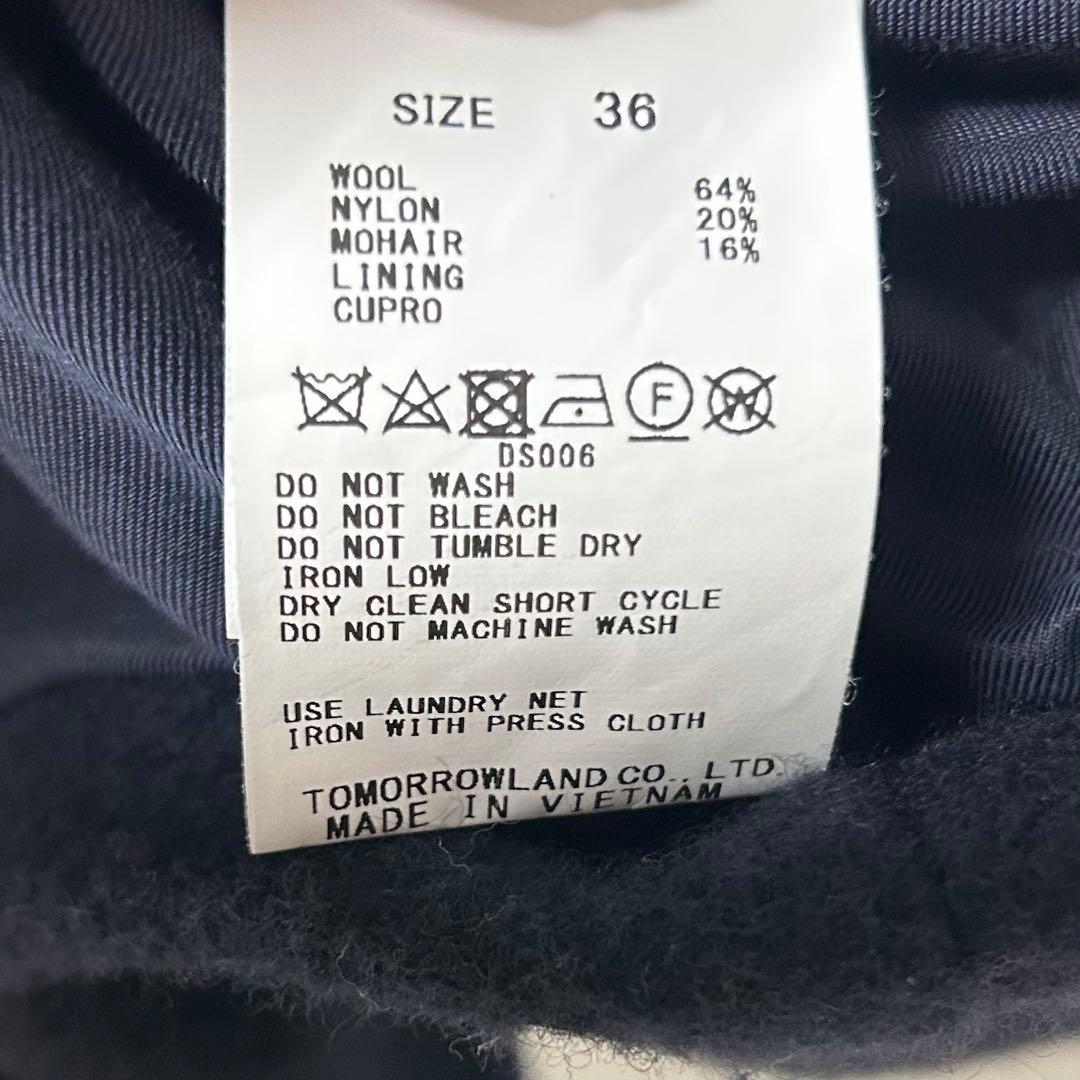 SIZE 36
WOOL 64%
NYLON 20%
MOHAIR 16%
LINING
CUPRO
F W
DS006
DO NOT WASH
DO NOT BLEACH
DO NOT TUMBLE DRY
IRON LOW
DRY CLEAN SHORT CYCLE
DO NOT MACHINE WASH
USE LAUNDRY NET
IRON WITH PRESS CLOTH
TOMORROWLAND CO., LTD.
MADE IN VIETNAM